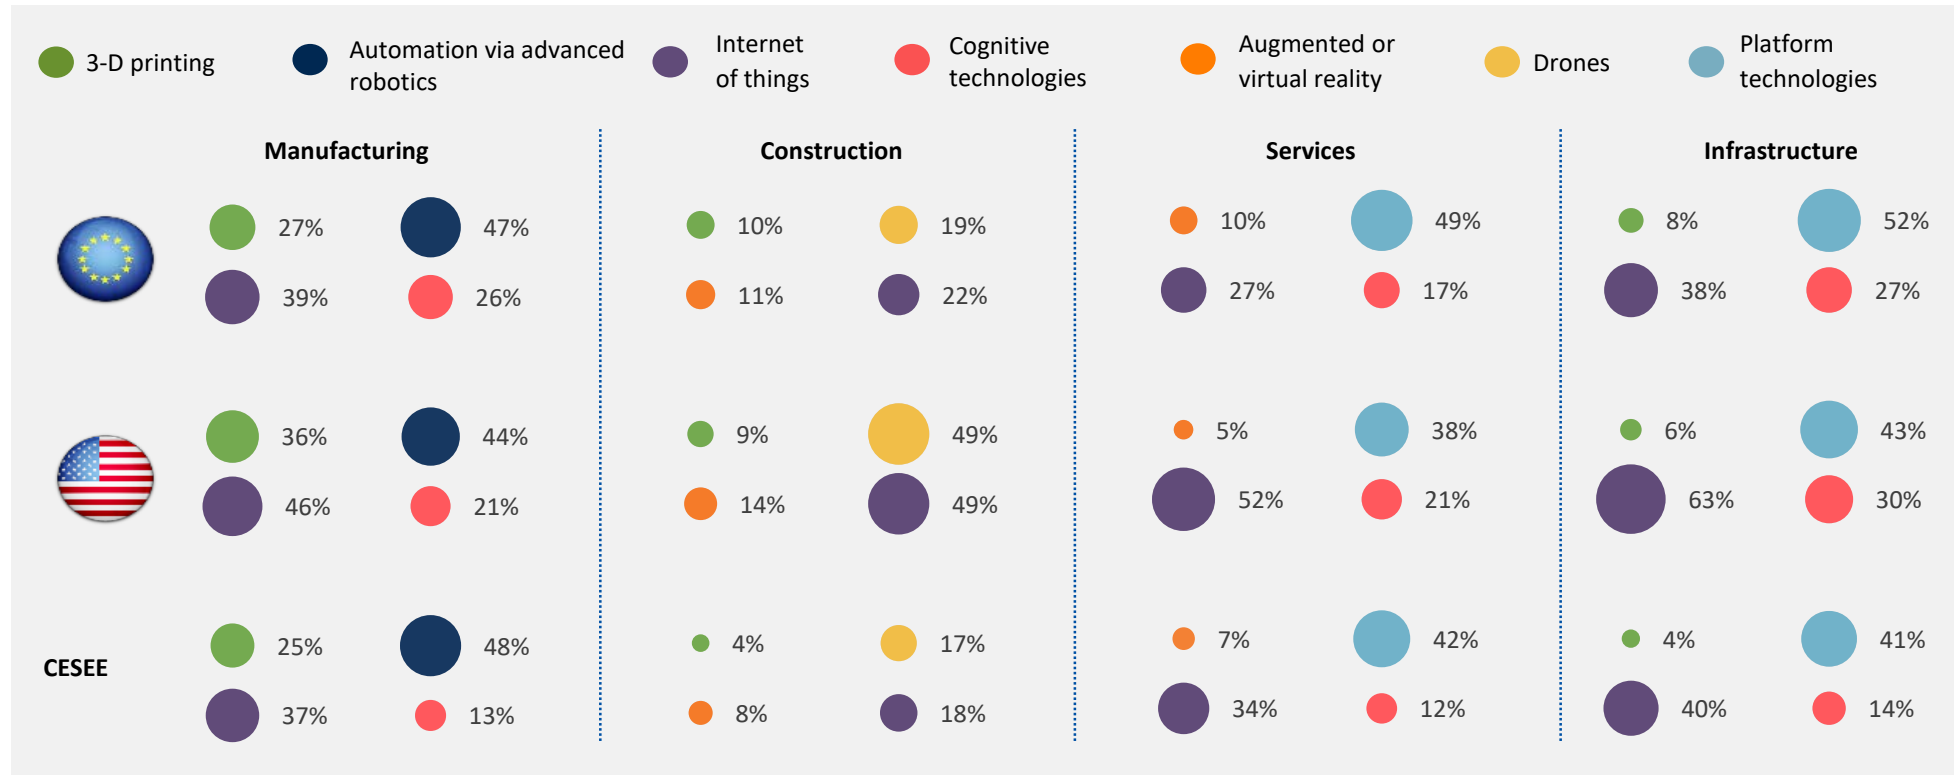 3-D printing
Automation via advanced
robotics
Internet
of things
Cognitive
technologies
Augmented or
virtual reality
Drones
Platform
technologies
Manufacturing
Construction
Services
Infrastructure
27% 47% 10% 19% 10% 49% 8% 52%
39% 26% 11% 22% 27% 17% 38% 27%
36% 44% 9% 49% 5% 38% 6% 43%
46% 21% 14% 49% 52% 21% 63% 30%
25% 48% 4% 17% 7% 42% 4% 41%
CESEE
37% 13% 8% 18% 34% 12% 40% 14%